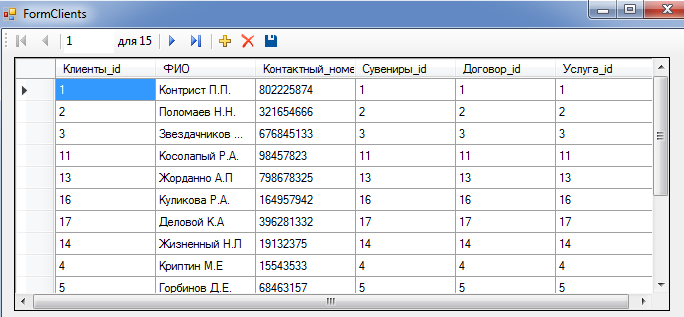 FormClients
1 для 15
Клиенты_id ФИО Контактный_номе Сувениры_id Договор_id Услуга_id
1 Контрист П.П. 802225874 1 1 1
2 Поломаев Н.Н. 321654666 2 2 2
3 Звездачников ... 676845133 3 3 3
11 Косолапый Р.А. 98457823 11 11 11
13 Жорданно А.П 798678325 13 13 13
16 Куликова Р.А. 164957942 16 16 16
17 Деловой К.А 396281332 17 17 17
14 Жизненный Н.Л 19132375 14 14 14
4 Криптин М.Е 15543533 4 4 4
5 Горбинов Д.Е. 68463157 5 5 5